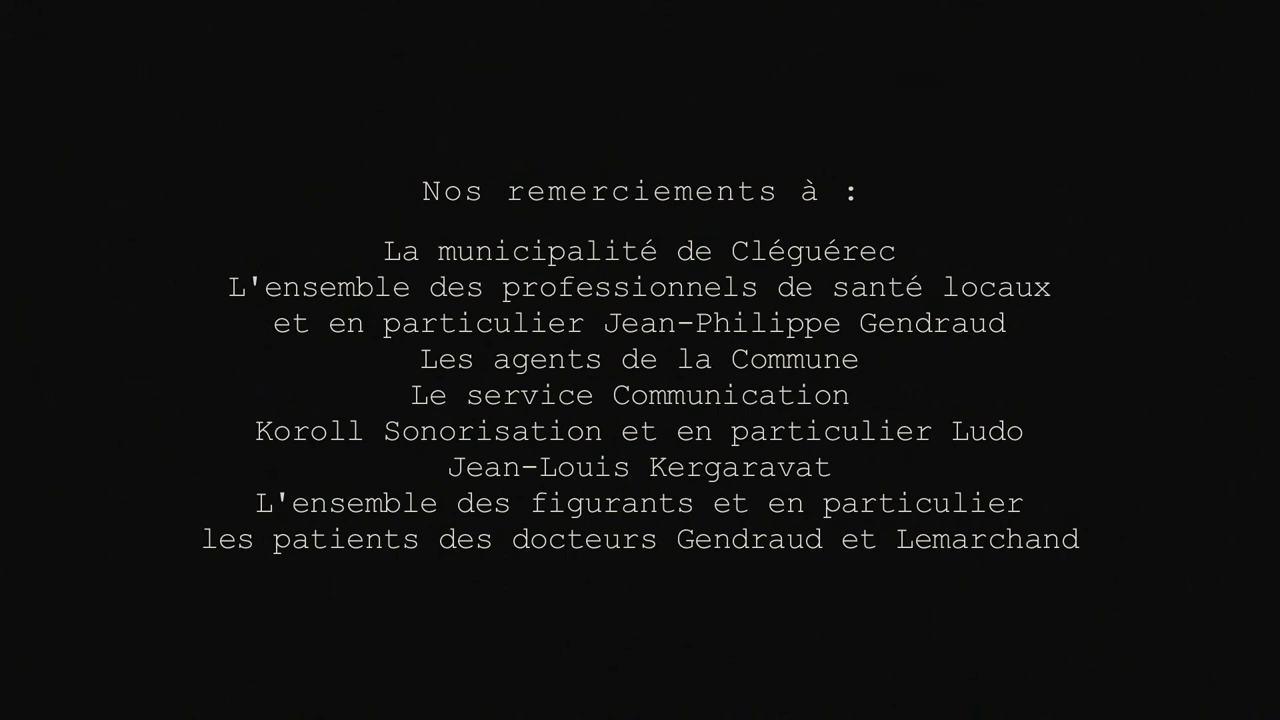 Nos remerciements à :
La municipalité de Cléguérec
L'ensemble des professionnels de santé locaux
et en particulier Jean-Philippe Gendraud
Les agents de la Commune
Le service Communication
Koroll Sonorisation et en particulier Ludo
Jean-Louis Kergaravat
L'ensemble des figurants et en particulier
les patients des docteurs Gendraud et Lemarchand